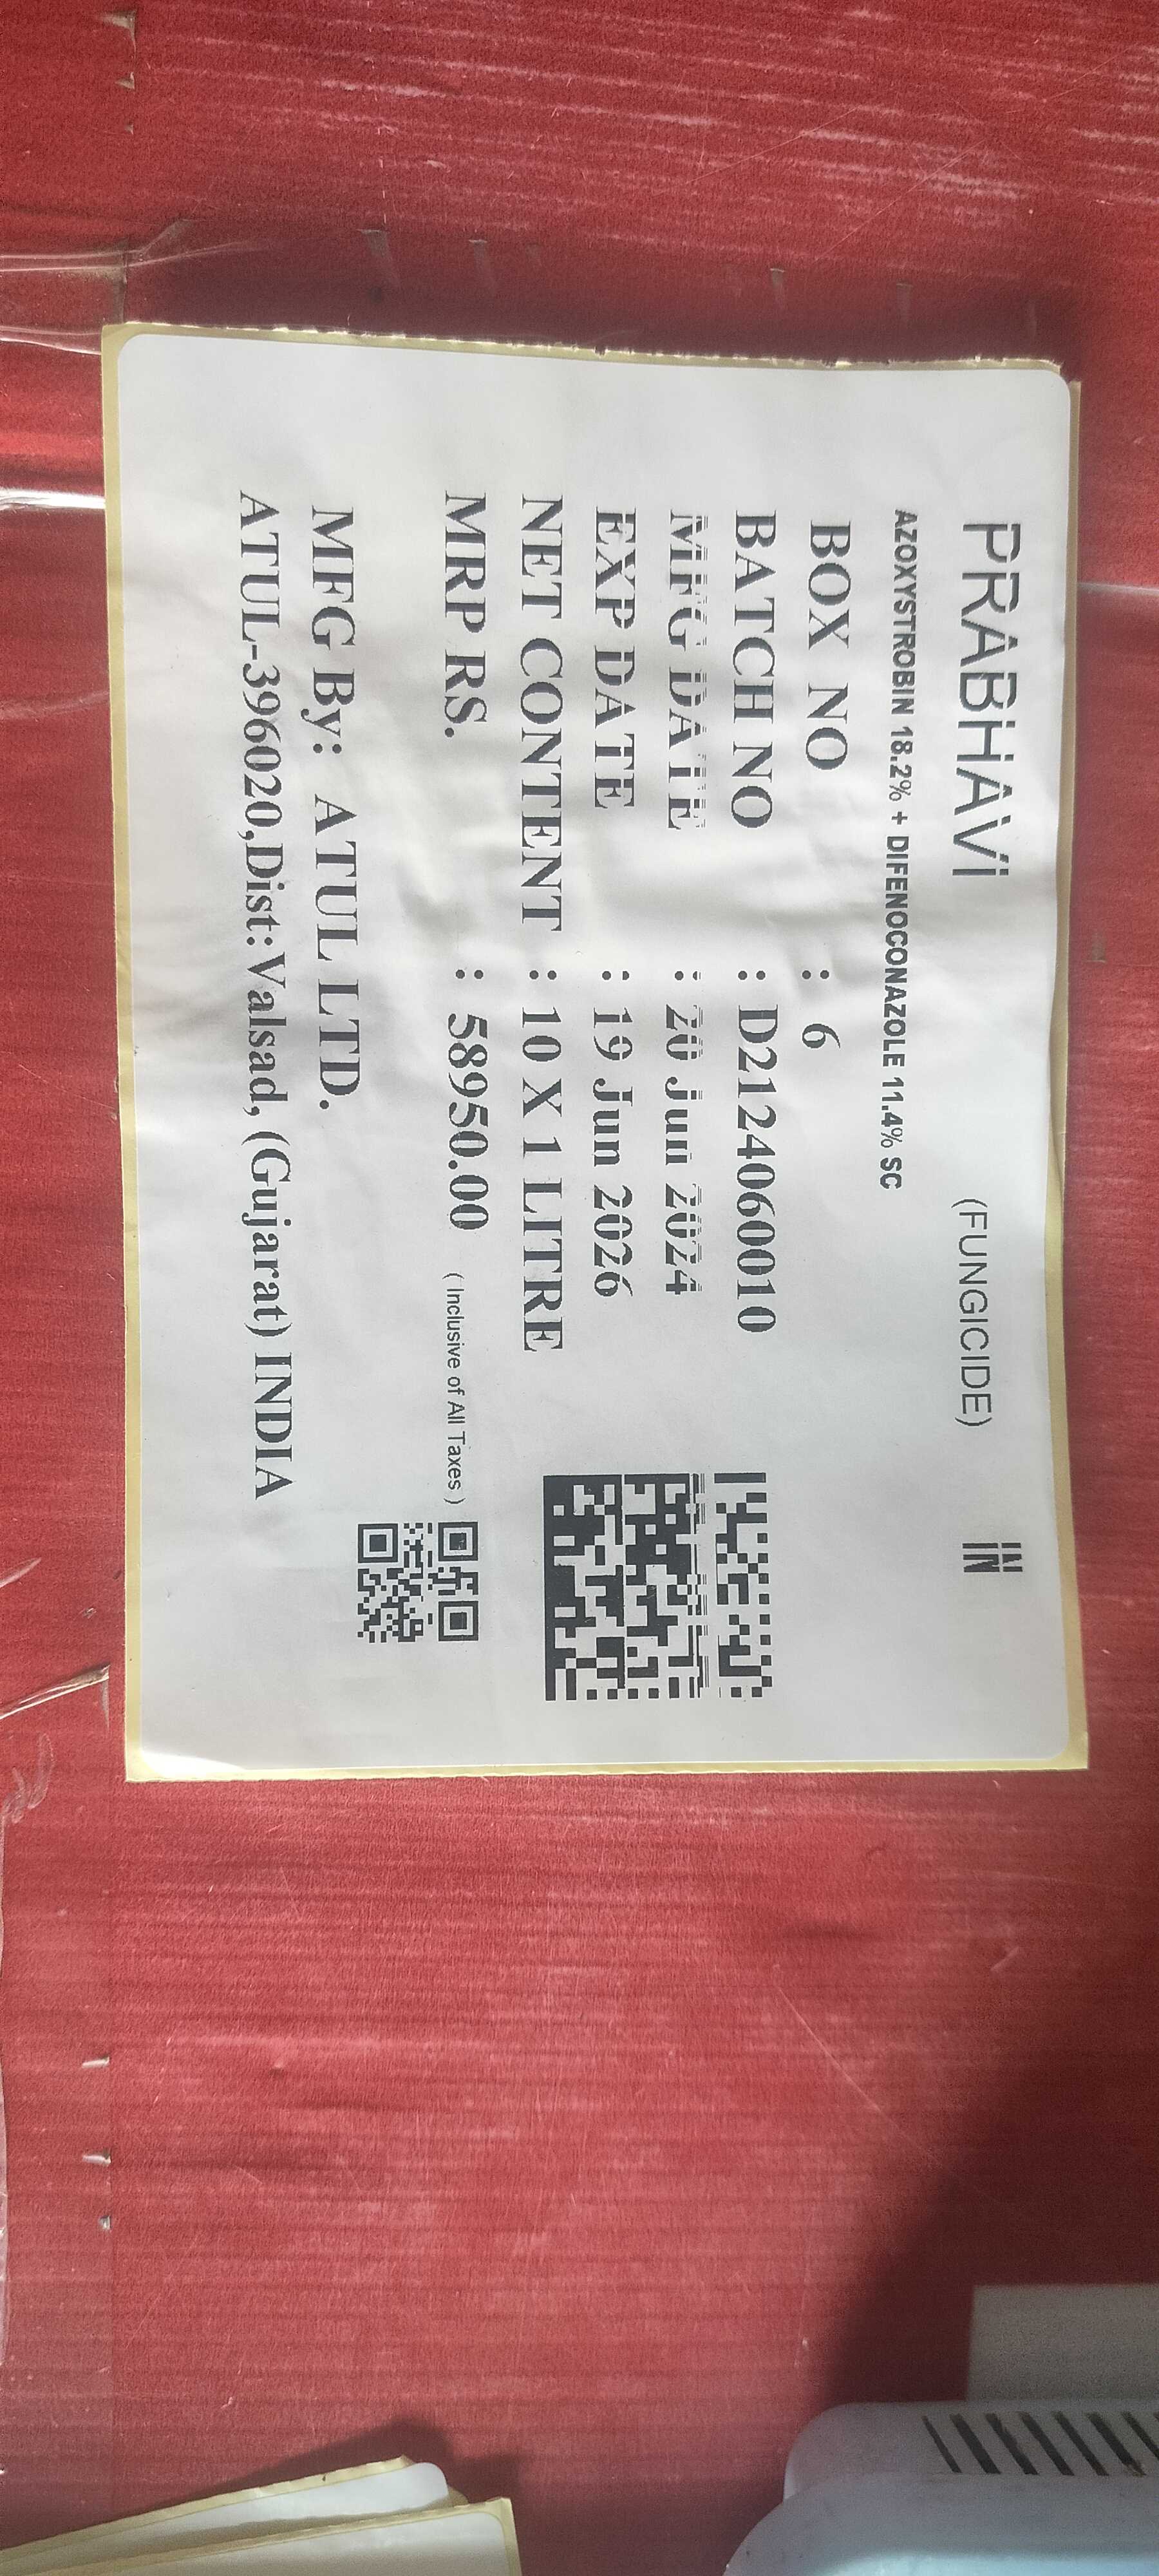 PRABHAVI (FUNGICIDE) IN
AZOXYSTROBIN 18.2% + DIFENOCONAZOLE 11.4% SC
BOX NO : 6
BATCH NO : D2124060010
MFG DATE : 20 Jun 2024
EXP DATE : 19 Jun 2026
NET CONTENT : 10 X 1 LITRE
MRP RS. : 58950.00 ( Inclusive of All Taxes )
MFG By: ATUL LTD.
ATUL-396020,Dist:Valsad, (Gujarat) INDIA